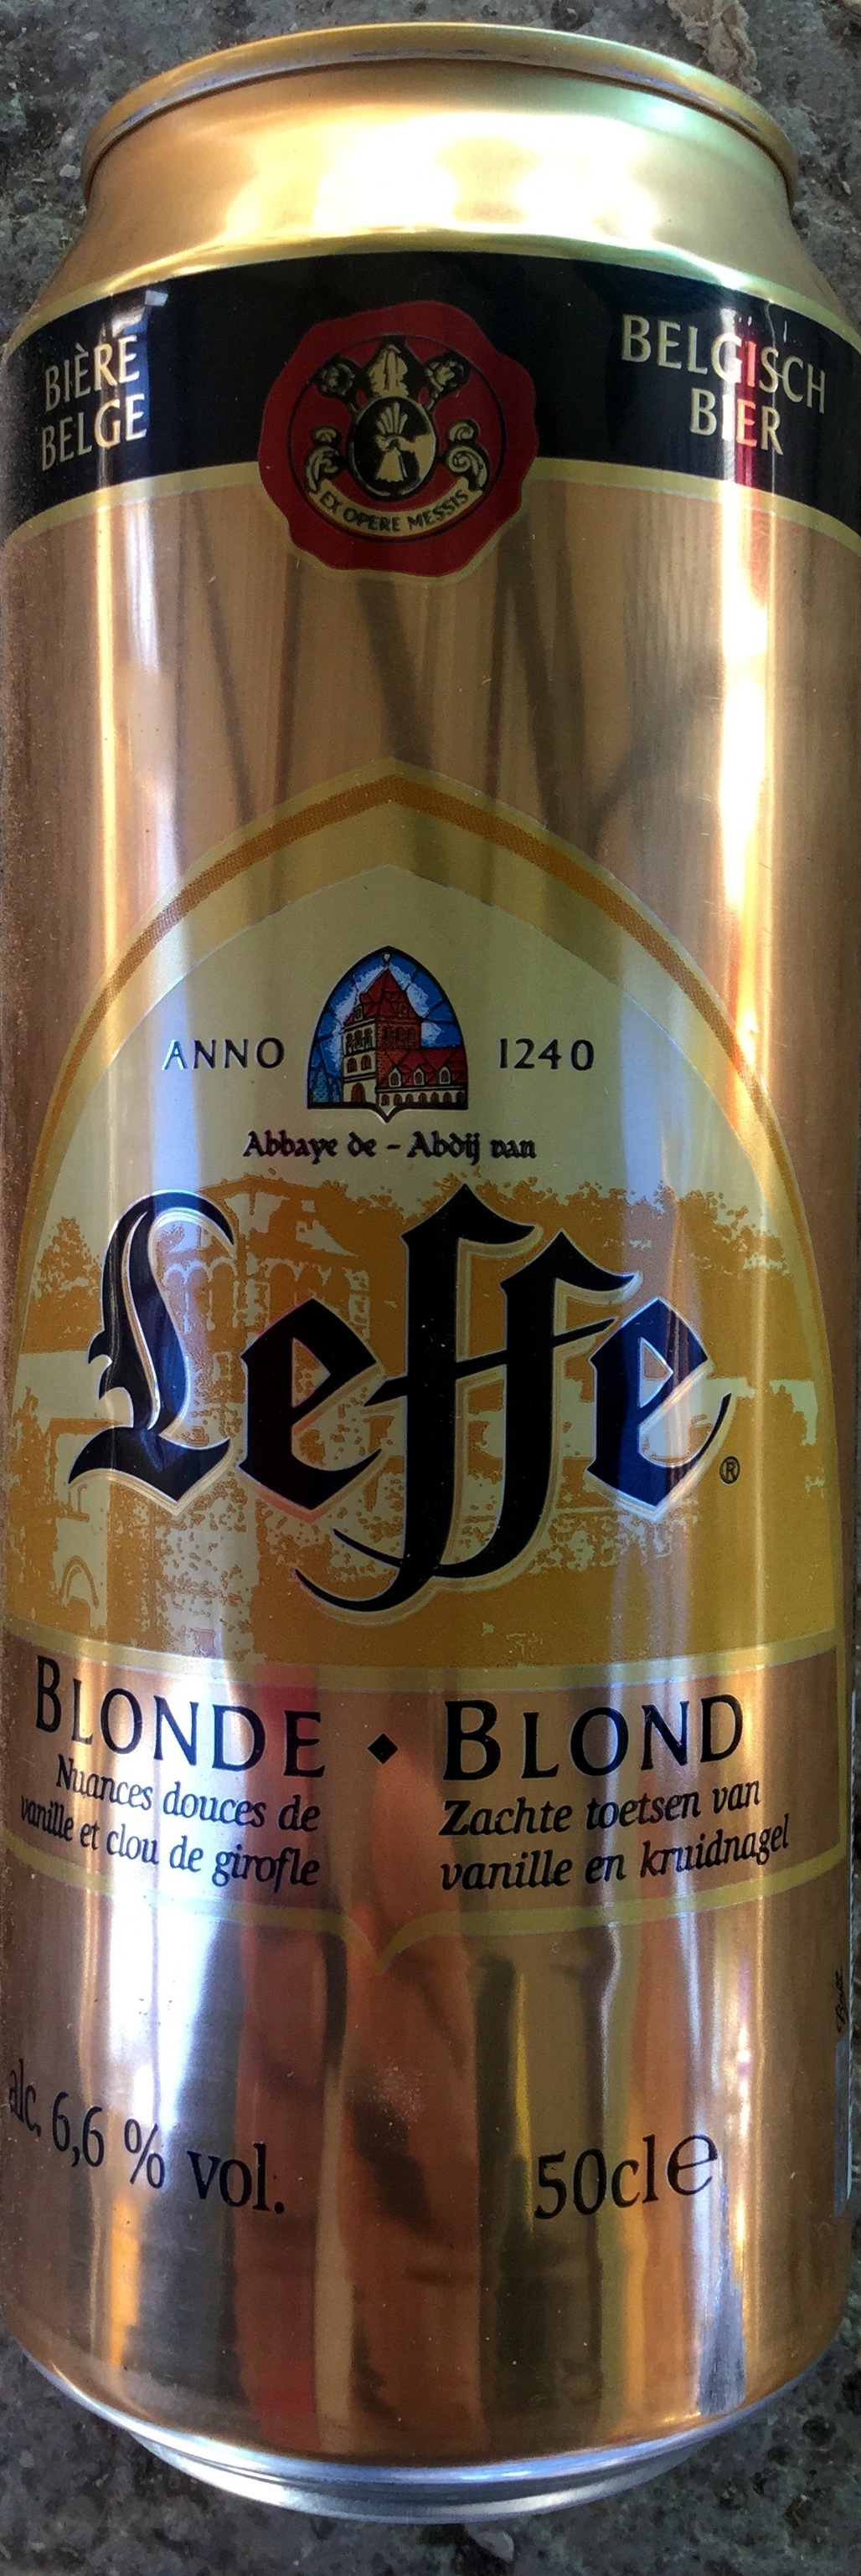 BIÈRE
BELGE
BELGISCH
BIER
EX OPERE MESSIS
ANNO 1240
Abbaye de - Abdij van
Leffe®
BLONDE ◆ BLOND
Nuances douces de
vanille et clou de girofle
Zachte toetsen van
vanille en kruidnagel
alc. 6,6 % vol.
50cl e